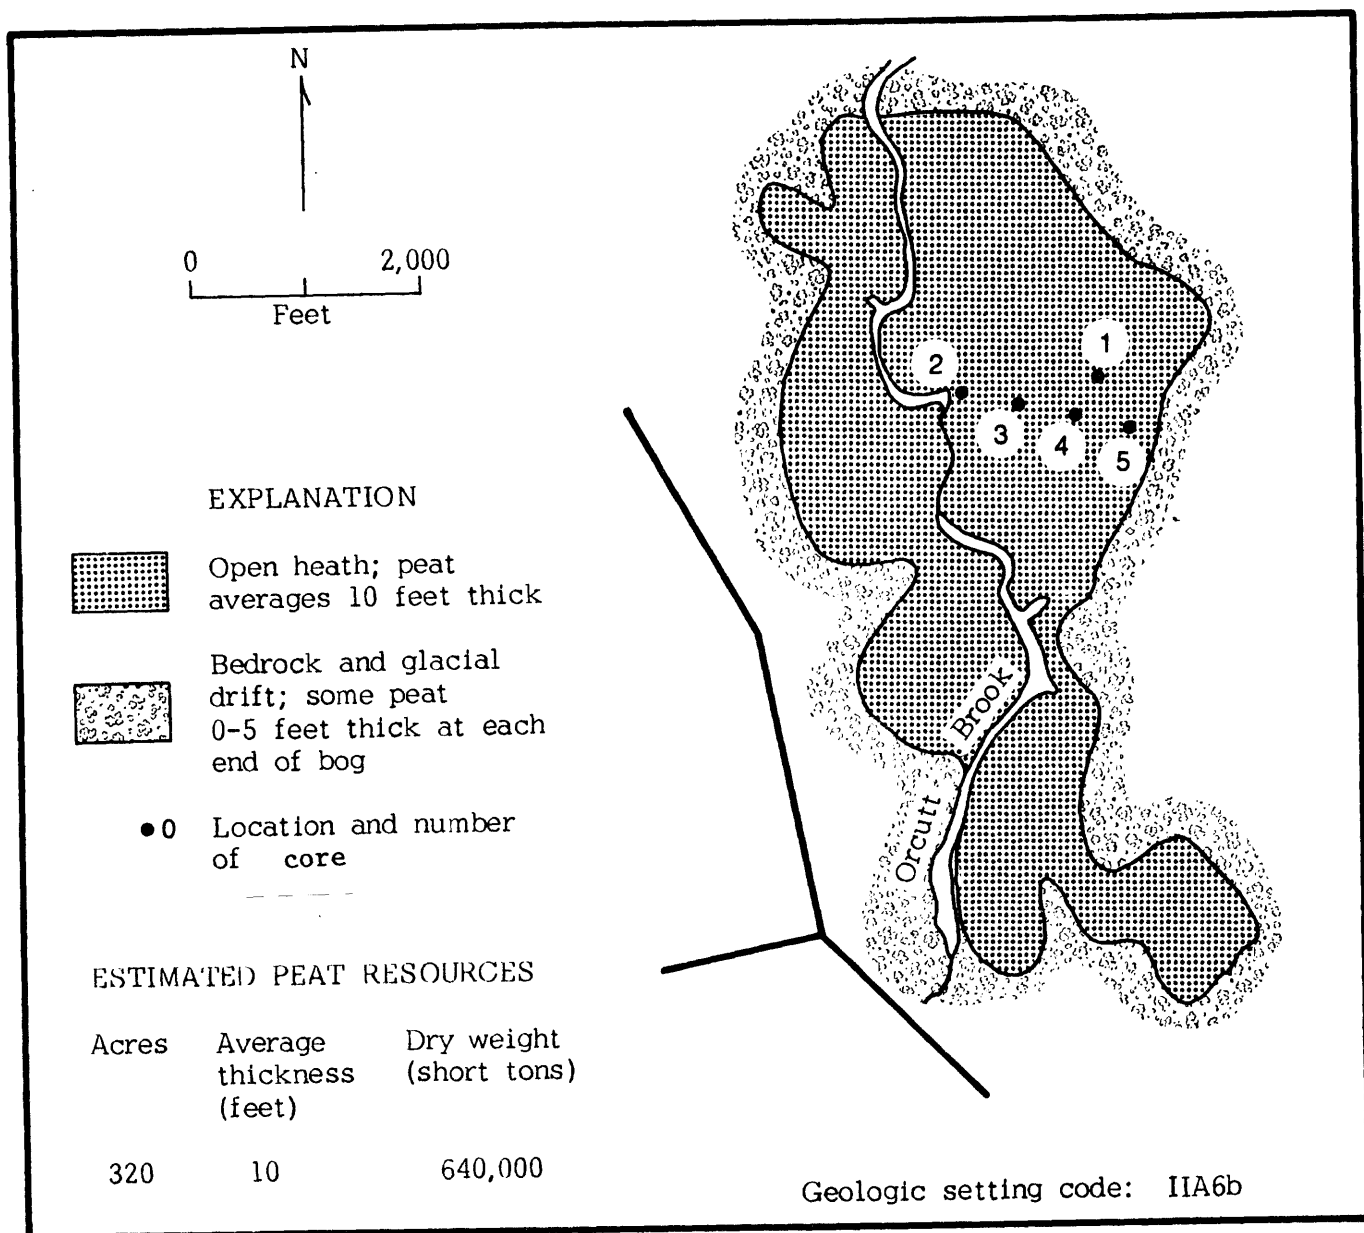 N
0 2,000
Feet
EXPLANATION
Open heath; peat
averages 10 feet thick
Bedrock and glacial
drift; some peat
0-5 feet thick at each
end of bog
0 Location and number
of core
ESTIMATED PEAT RESOURCES
Acres Average Dry weight
thickness (short tons)
(feet)
320 10 640,000
1
2
3
4
5
Orcutt Brook
Geologic setting code: IIA6b